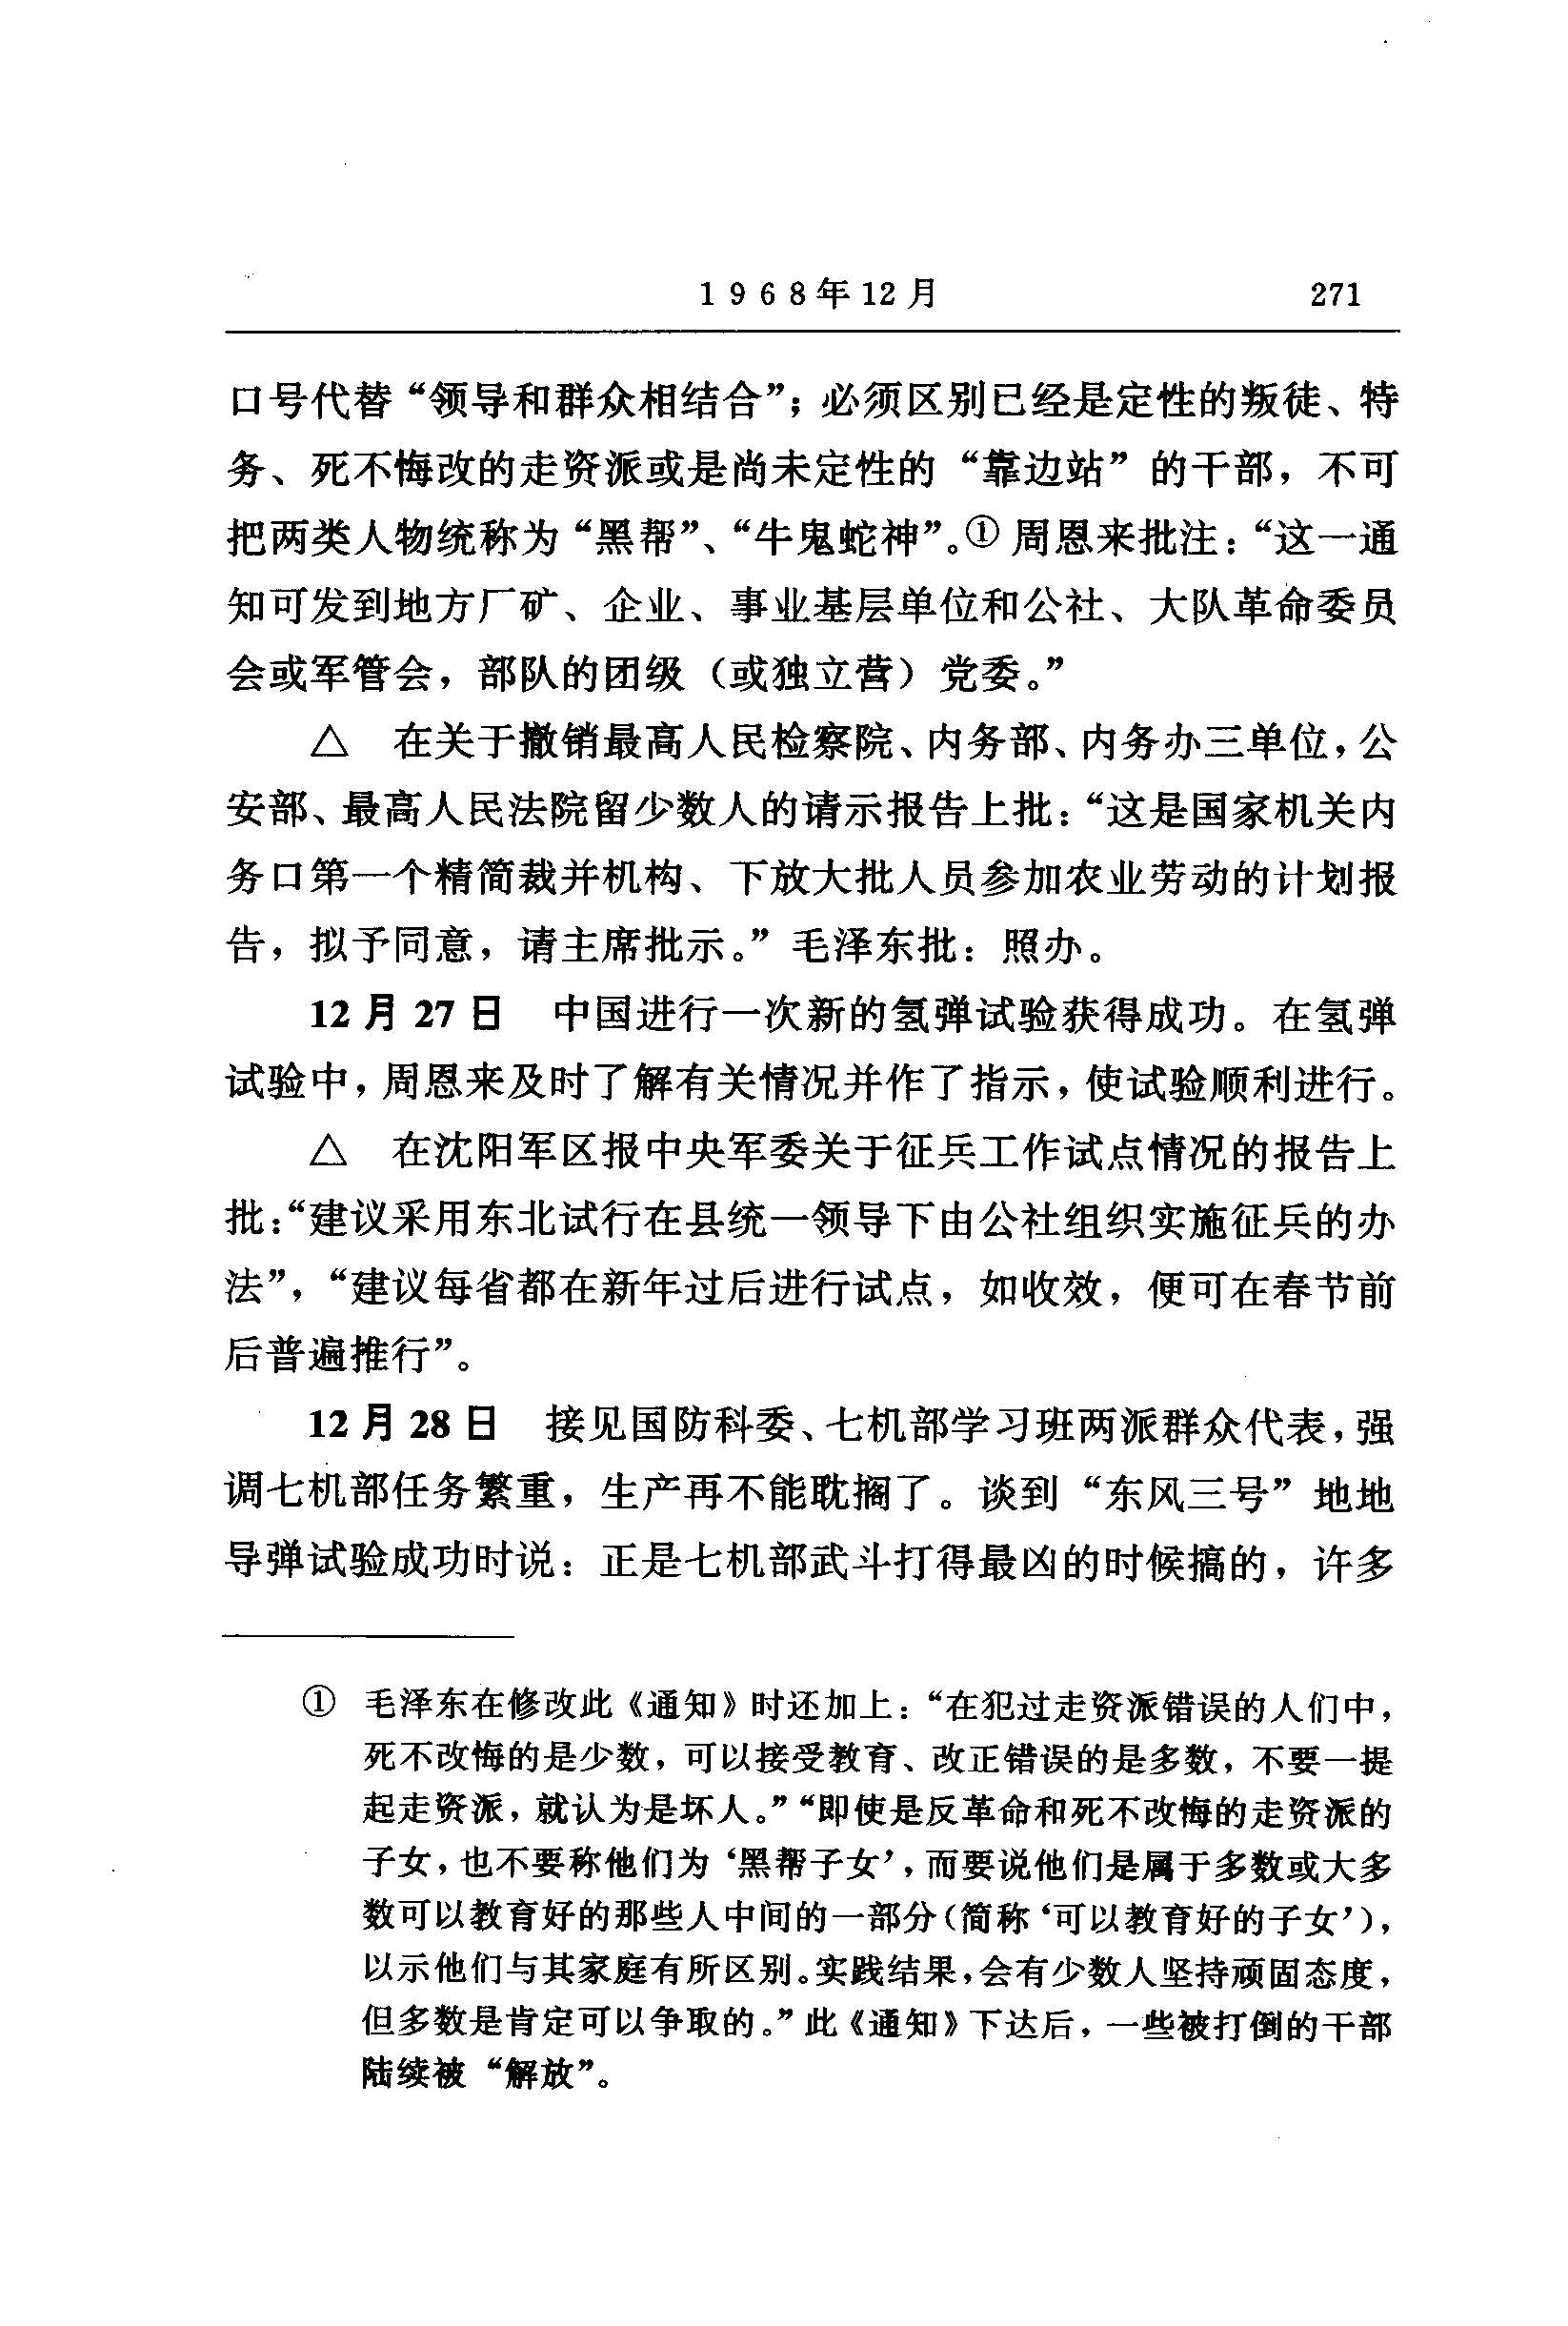 1968年12月 271
口号代替“领导和群众相结合”；必须区别已经是定性的叛徒、特
务、死不悔改的走资派或是尚未定性的“靠边站”的干部，不可
把两类人物统称为“黑帮”、“牛鬼蛇神”。①周恩来批注：“这一通
知可发到地方厂矿、企业、事业基层单位和公社、大队革命委员
会或军管会，部队的团级（或独立营）党委。”
△ 在关于撤销最高人民检察院、内务部、内务办三单位，公
安部、最高人民法院留少数人的请示报告上批：“这是国家机关内
务口第一个精简裁并机构、下放大批人员参加农业劳动的计划报
告，拟予同意，请主席批示。”毛泽东批：照办。
12月27日 中国进行一次新的氢弹试验获得成功。在氢弹
试验中，周恩来及时了解有关情况并作了指示，使试验顺利进行。
△ 在沈阳军区报中央军委关于征兵工作试点情况的报告上
批：“建议采用东北试行在县统一领导下由公社组织实施征兵的办
法”，“建议每省都在新年过后进行试点，如收效，便可在春节前
后普遍推行”。
12月28日 接见国防科委、七机部学习班两派群众代表，强
调七机部任务繁重，生产再不能耽搁了。谈到“东风三号”地地
导弹试验成功时说：正是七机部武斗打得最凶的时候搞的，许多
① 毛泽东在修改此《通知》时还加上：“在犯过走资派错误的人们中，
死不改悔的是少数，可以接受教育、改正错误的是多数，不要一提
起走资派，就认为是坏人。”“即使是反革命和死不改悔的走资派的
子女，也不要称他们为‘黑帮子女’，而要说他们是属于多数或大多
数可以教育好的那些人中间的一部分（简称‘可以教育好的子女’），
以示他们与其家庭有所区别。实践结果，会有少数人坚持顽固态度，
但多数是肯定可以争取的。”此《通知》下达后，一些被打倒的干部
陆续被“解放”。